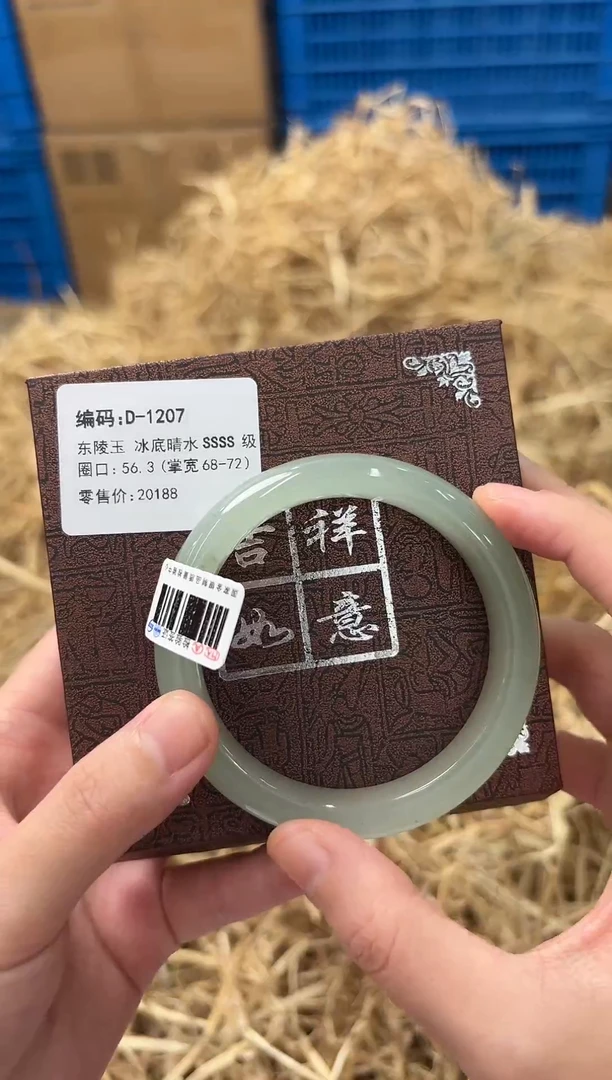 编码:D-1207
东陵玉 冰底晴水 SSSS 级
圈口: 56.3 (掌宽 68-72)
零售价: 20188
吉祥
如意